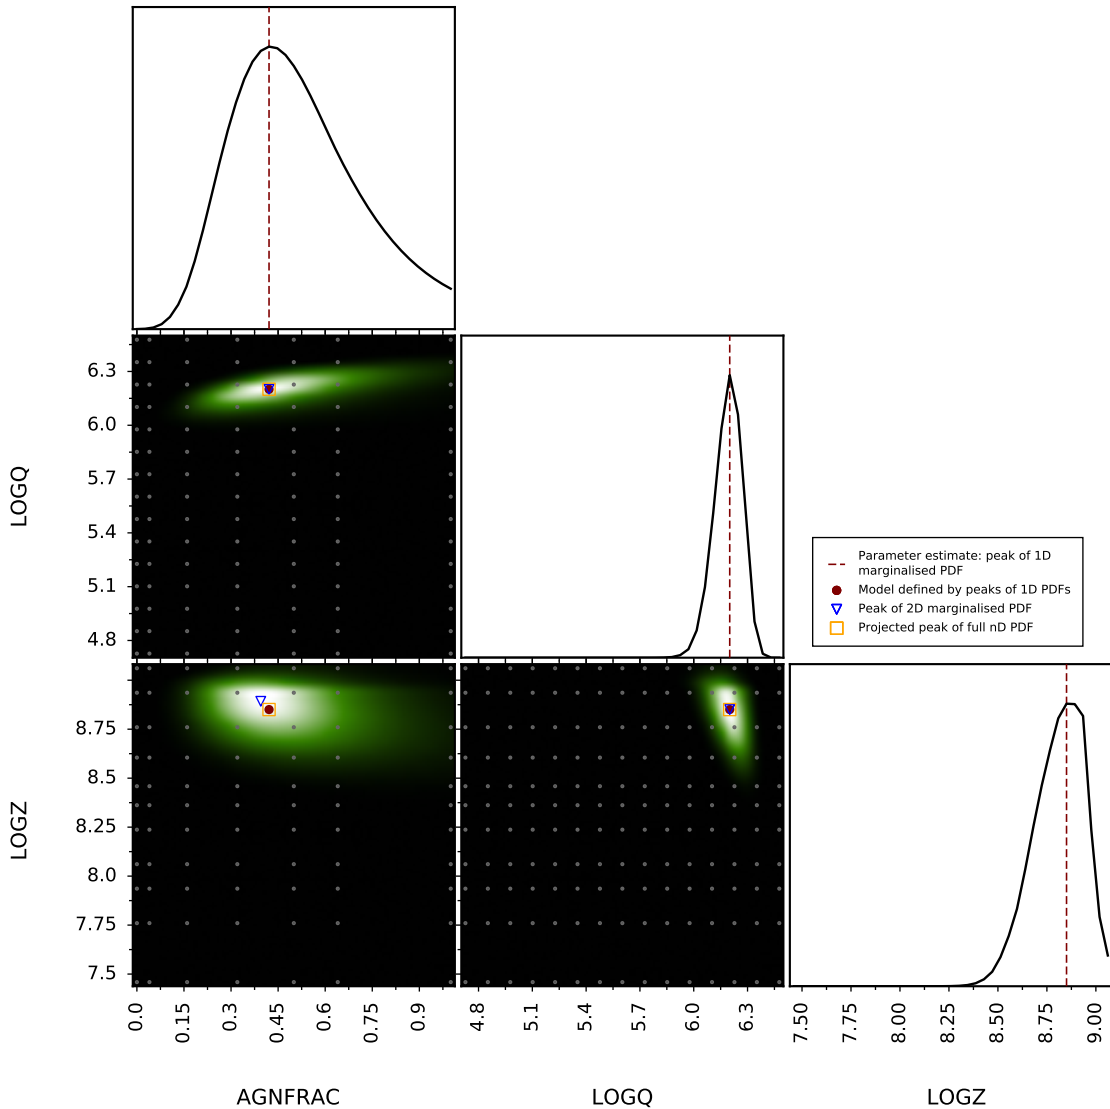 6.3
6.0
5.7
5.4
5.1
4.8
LOGQ
Parameter estimate: peak of 1D
marginalised PDF
Model defined by peaks of 1D PDFs
Peak of 2D marginalised PDF
Projected peak of full nD PDF
8.75
8.5
8.25
8.0
7.75
7.5
LOGZ
0.0 0.15 0.3 0.45 0.6 0.75 0.9
4.8 5.1 5.4 5.7 6.0 6.3
7.50 7.75 8.00 8.25 8.50 8.75 9.00
AGNFRAC LOGQ LOGZ